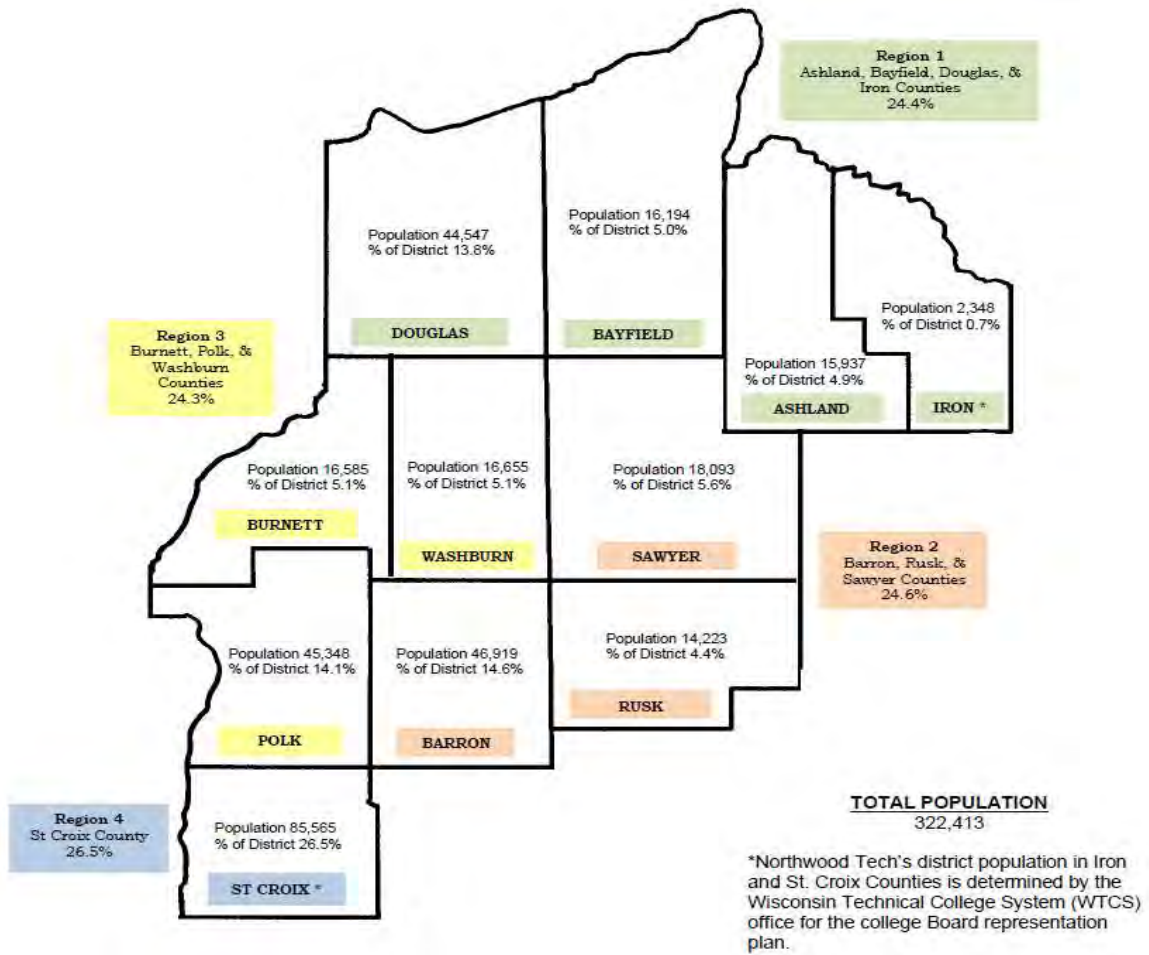 Region 1
Ashland, Bayfield, Douglas, &
Iron Counties
24.4%
Population 16,194
% of District 5.0%
Population 44,547
% of District 13.8%
Population 2,348
% of District 0.7%
DOUGLAS
BAYFIELD
Region 3
Burnett, Polk, &
Washburn
Counties
24.3%
Population 15,937
% of District 4.9%
ASHLAND
IRON *
Population 16,585
% of District 5.1%
Population 16,655
% of District 5.1%
Population 18,093
% of District 5.6%
BURNETT
WASHBURN
SAWYER
Region 2
Barron, Rusk, &
Sawyer Counties
24.6%
Population 45,348
% of District 14.1%
Population 46,919
% of District 14.6%
Population 14,223
% of District 4.4%
RUSK
POLK
BARRON
Region 4
St Croix County
26.5%
Population 85,565
% of District 26.5%
ST CROIX *
TOTAL POPULATION
322,413
*Northwood Tech's district population in Iron
and St. Croix Counties is determined by the
Wisconsin Technical College System (WTCS)
office for the college Board representation
plan.